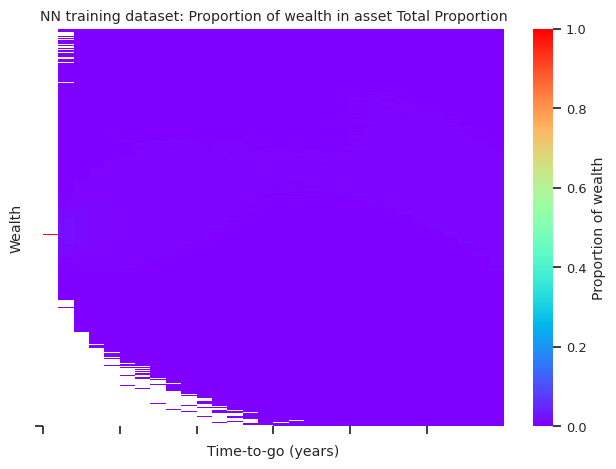 NN training dataset: Proportion of wealth in asset Total Proportion
1.0
0.8
0.6
0.4
0.2
0.0
Proportion of wealth
Wealth
Time-to-go (years)